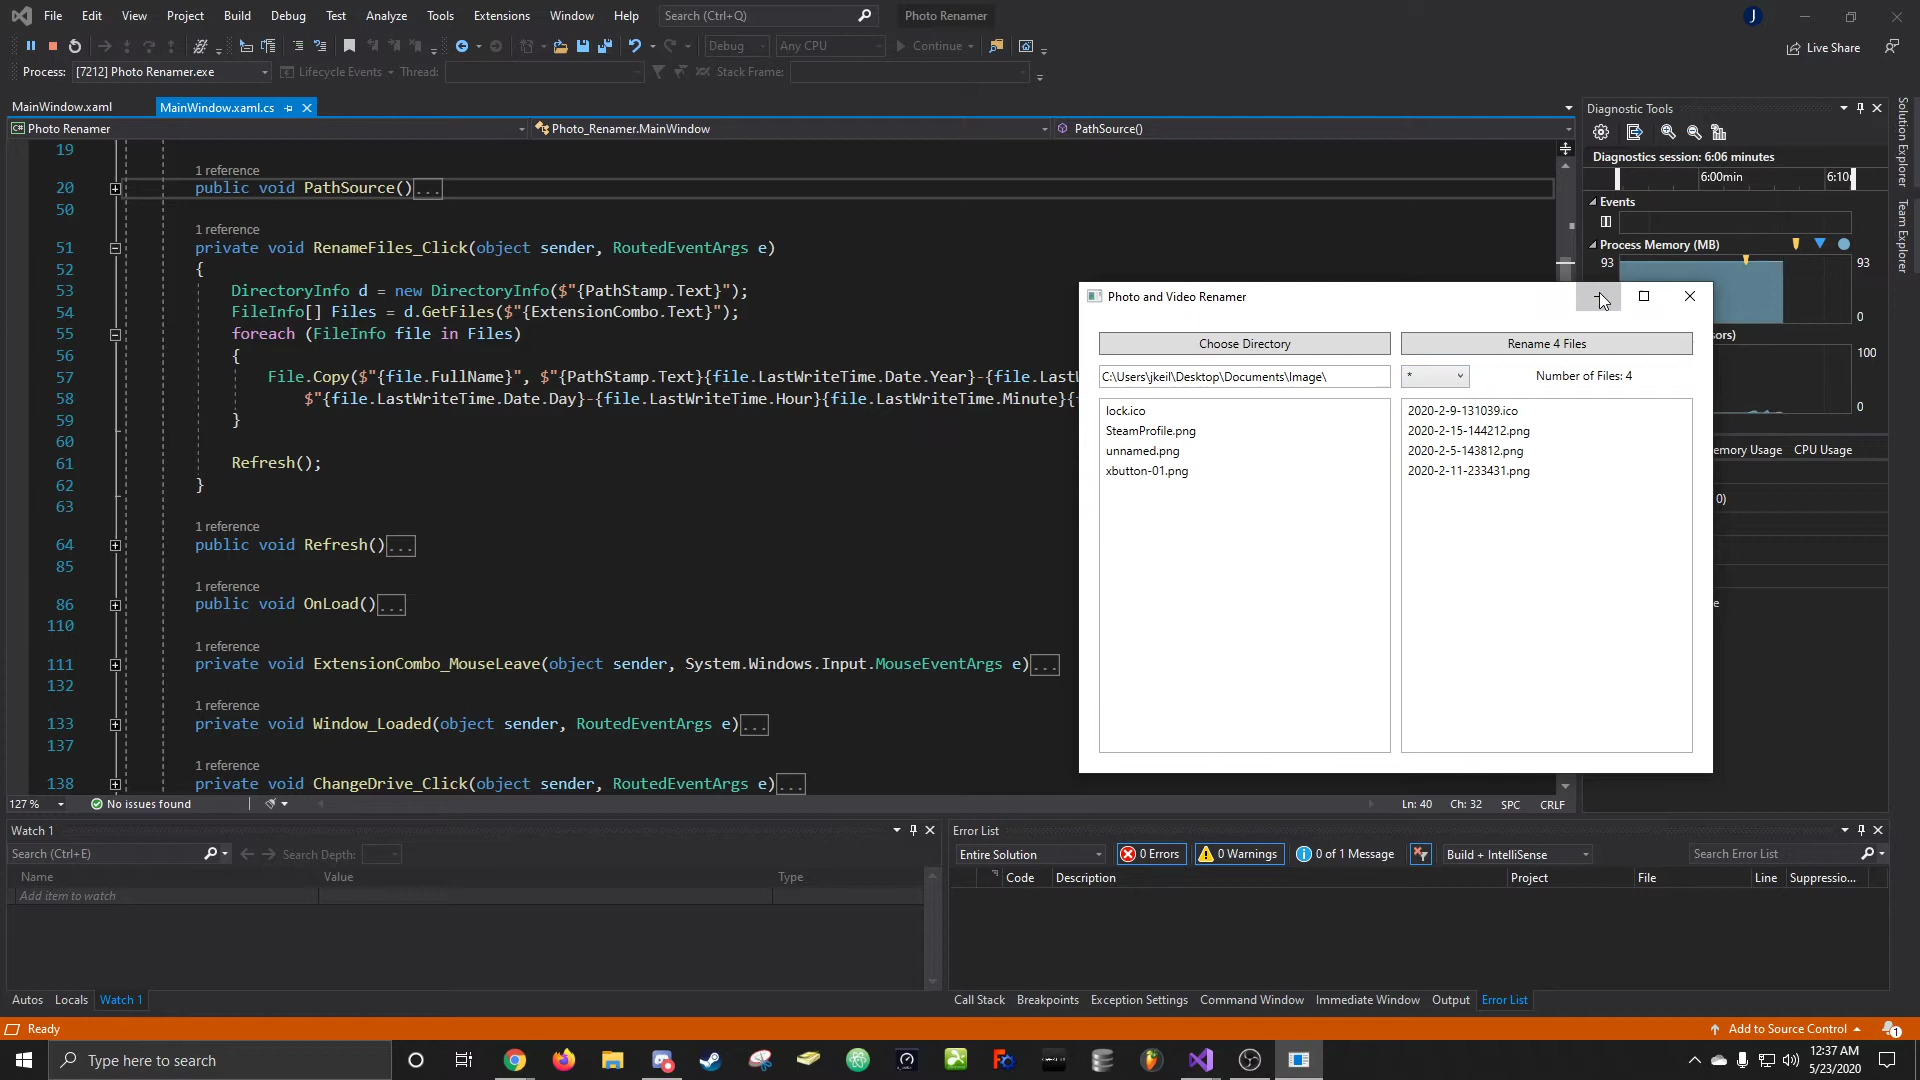 File Edit View Project Build Debug Test Analyze Tools Extensions Window Help Search (Ctrl+Q) Photo Renamer J
Debug Any CPU Continue Live Share
Process: [7212] Photo Renamer.exe Lifecycle Events Thread: Stack Frame:
MainWindow.xaml MainWindow.xaml.cs
Photo Renamer Photo_Renamer.MainWindow PathSource()
19
1 reference
20 public void PathSource()...
50
1 reference
51 private void RenameFiles_Click(object sender, RoutedEventArgs e)
52 {
53 DirectoryInfo d = new DirectoryInfo($"{PathStamp.Text}");
54 FileInfo[] Files = d.GetFiles($"{ExtensionCombo.Text}");
55 foreach (FileInfo file in Files)
56 {
57 File.Copy($"{file.FullName}", $"{PathStamp.Text}{file.LastWriteTime.Date.Year}-{file.Last
58 $"{file.LastWriteTime.Date.Day}-{file.LastWriteTime.Hour}{file.LastWriteTime.Minute}{
59 }
60
61 Refresh();
62 }
63
1 reference
64 public void Refresh()...
85
1 reference
86 public void OnLoad()...
110
1 reference
111 private void ExtensionCombo_MouseLeave(object sender, System.Windows.Input.MouseEventArgs e)...
132
1 reference
133 private void Window_Loaded(object sender, RoutedEventArgs e)...
137
1 reference
138 private void ChangeDrive_Click(object sender, RoutedEventArgs e)...
127 % No issues found Ln: 40 Ch: 32 SPC CRLF
Diagnostic Tools
Diagnostics session: 6:06 minutes
6:00min 6:10
Events
Process Memory (MB)
93 93
0
sors)
100
0
emory Usage CPU Usage
0)
e
Solution Explorer
Team Explorer
Photo and Video Renamer
Choose Directory Rename 4 Files
C:\Users\jkeil\Desktop\Documents\Image\ * Number of Files: 4
lock.ico 2020-2-9-131039.ico
SteamProfile.png 2020-2-15-144212.png
unnamed.png 2020-2-5-143812.png
xbutton-01.png 2020-2-11-233431.png
Watch 1
Search (Ctrl+E) Search Depth:
Name Value Type
Add item to watch
Autos Locals Watch 1
Error List
Entire Solution 0 Errors 0 Warnings 0 of 1 Message Build + IntelliSense Search Error List
Code Description Project File Line Suppressio...
Call Stack Breakpoints Exception Settings Command Window Immediate Window Output Error List
Ready Add to Source Control 1
Type here to search
12:37 AM
5/23/2020